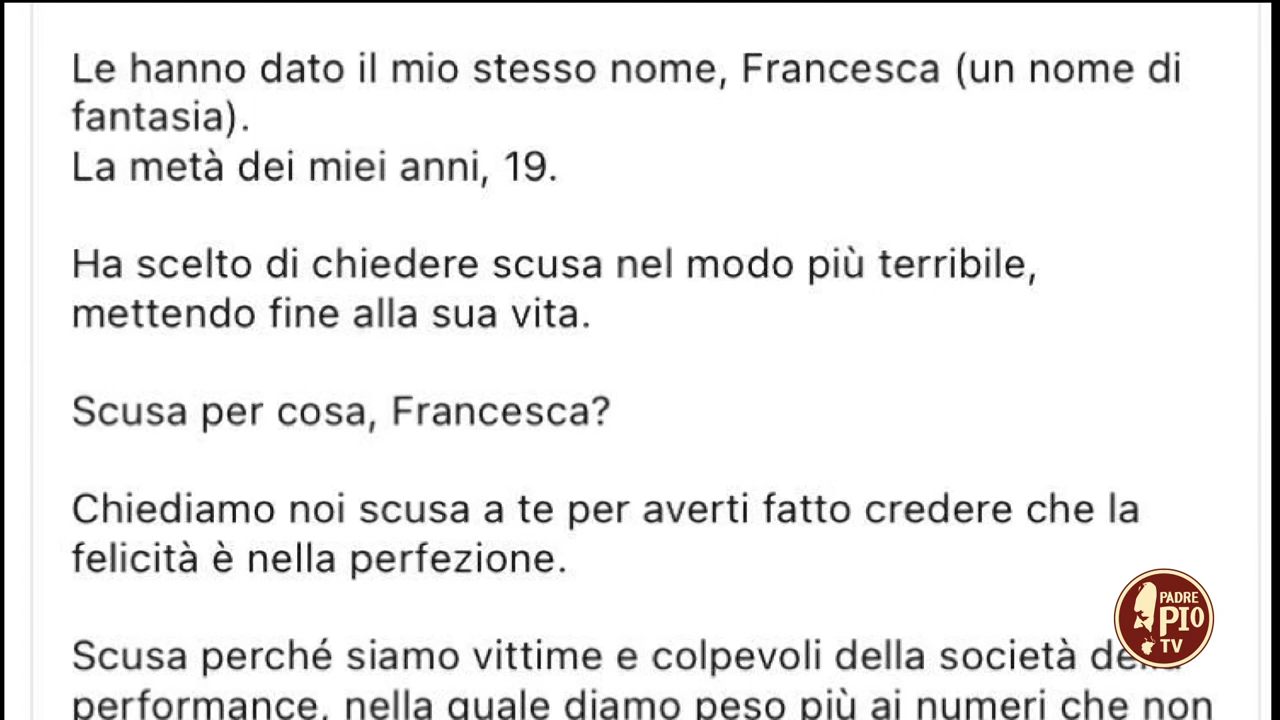 Le hanno dato il mio stesso nome, Francesca (un nome di
fantasia).
La metà dei miei anni, 19.
Ha scelto di chiedere scusa nel modo più terribile,
mettendo fine alla sua vita.
Scusa per cosa, Francesca?
Chiediamo noi scusa a te per averti fatto credere che la
felicità è nella perfezione.
Scusa perché siamo vittime e colpevoli della società della
performance, nella quale diamo peso più ai numeri che non
PADRE
PIO
TV